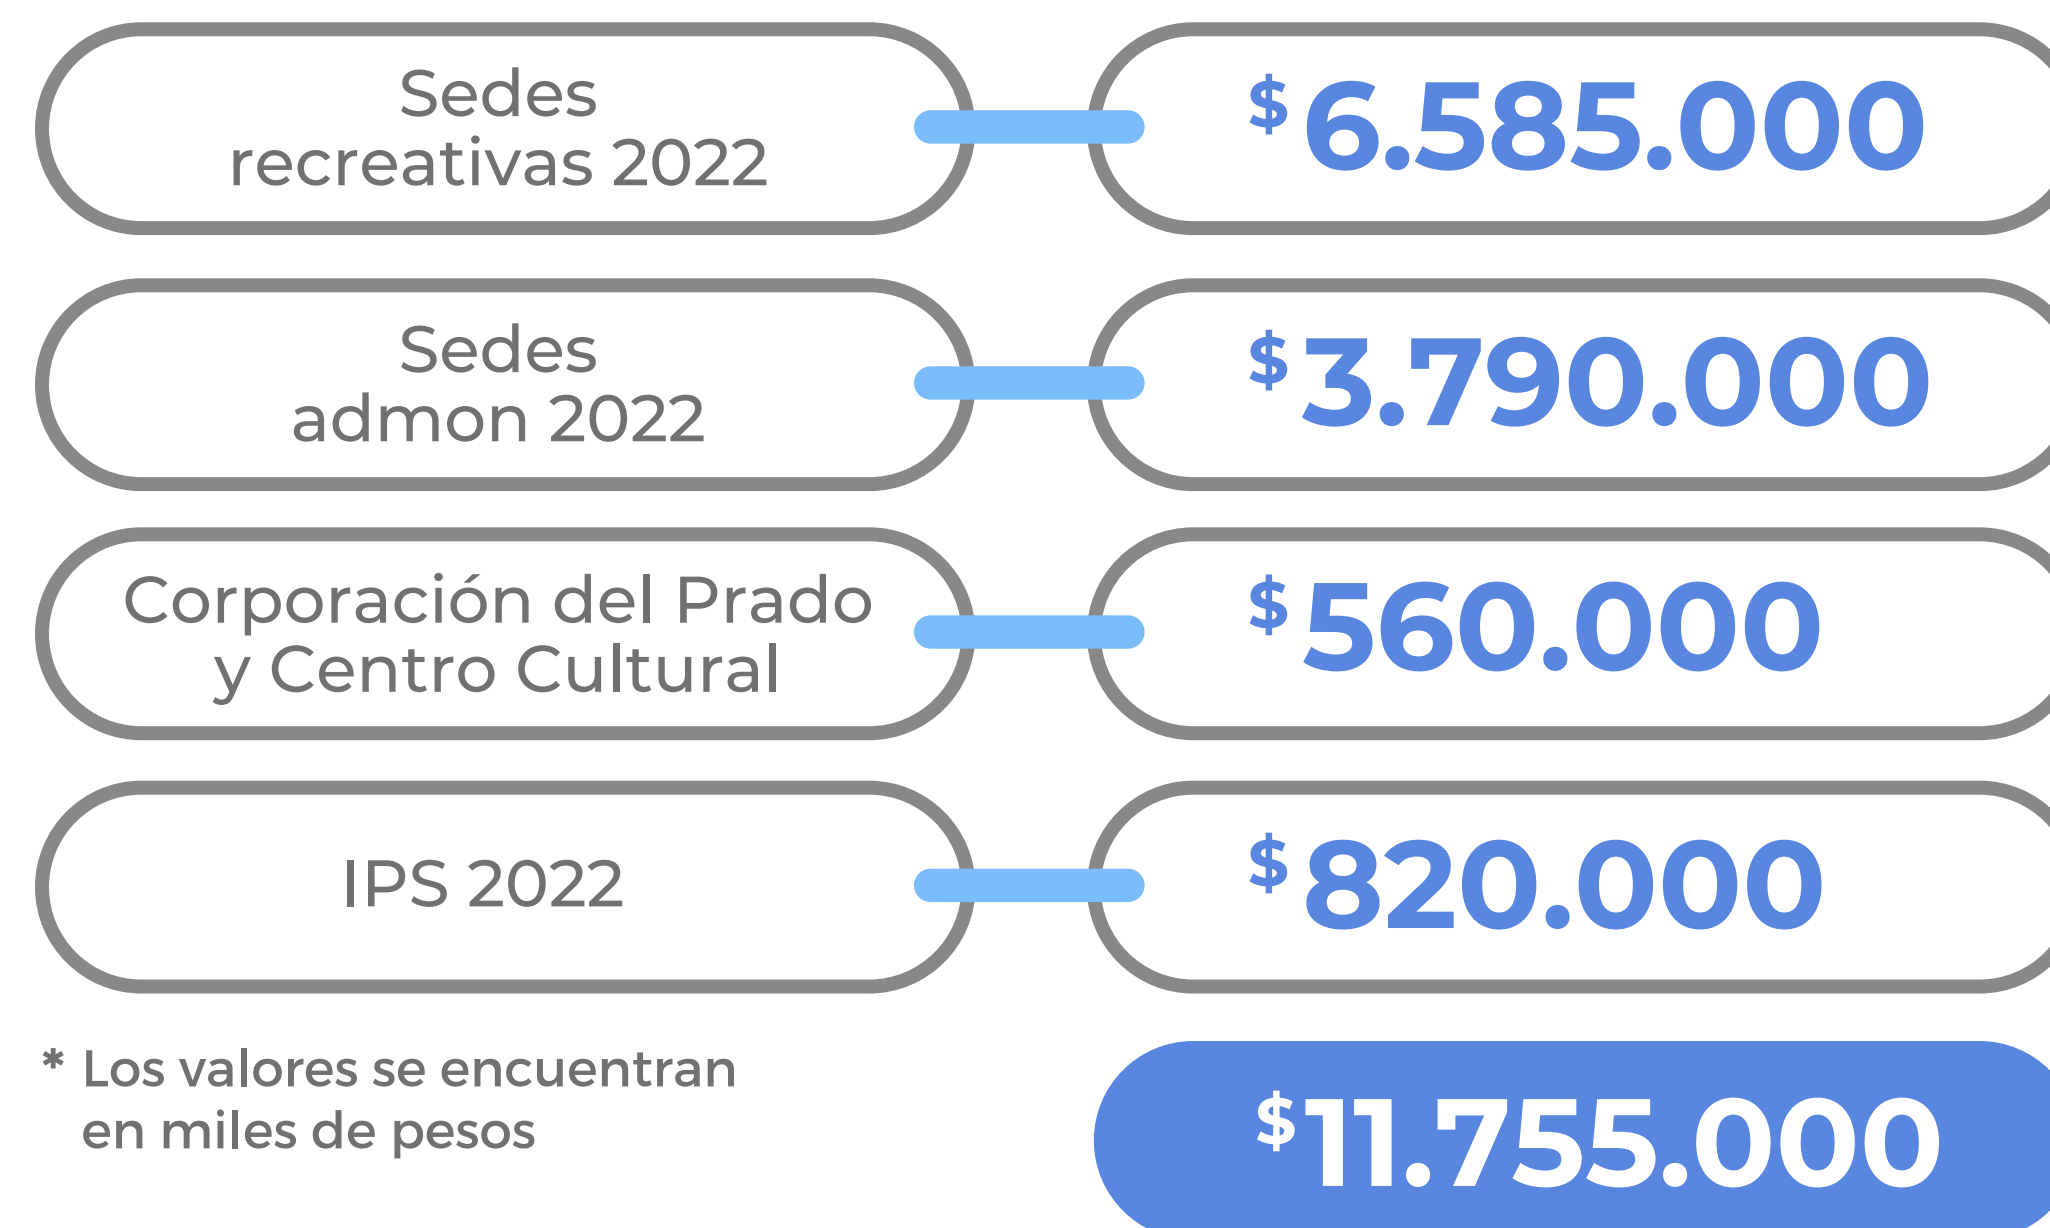 Sedes
recreativas 2022
$6.585.000
Sedes
admon 2022
$3.790.000
Corporación del Prado
y Centro Cultural
$560.000
IPS 2022
$820.000
* Los valores se encuentran
en miles de pesos
$11.755.000